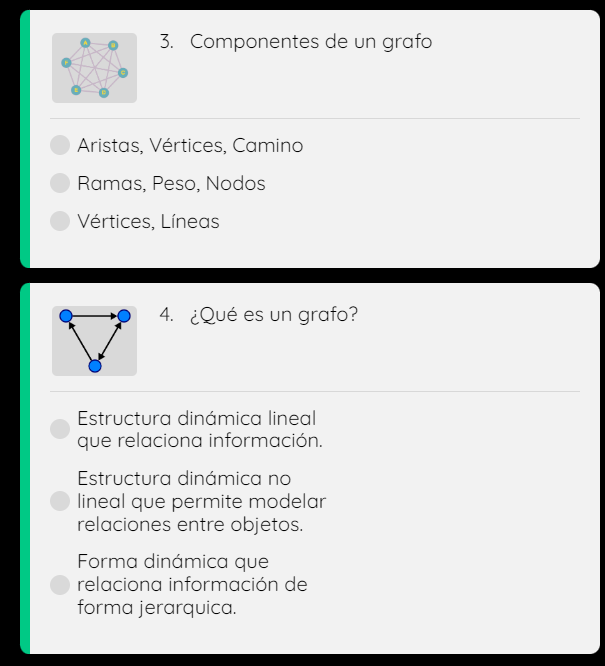 3. Componentes de un grafo
Aristas, Vértices, Camino
Ramas, Peso, Nodos
Vértices, Líneas
4. ¿Qué es un grafo?
Estructura dinámica lineal
que relaciona información.
Estructura dinámica no
lineal que permite modelar
relaciones entre objetos.
Forma dinámica que
relaciona información de
forma jerarquica.